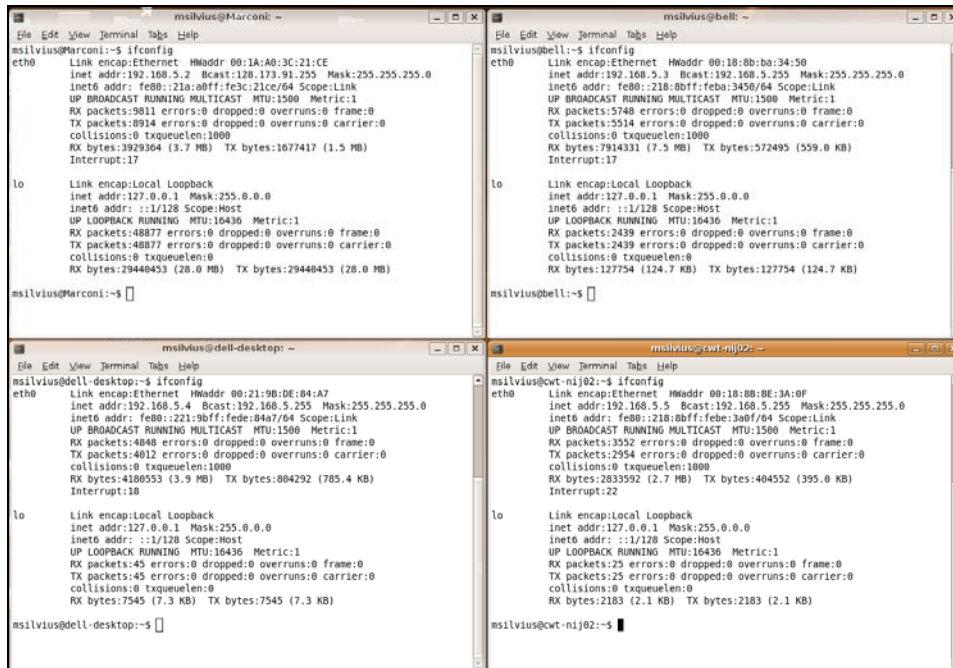 msilvius@Marconi: ~
File Edit View Terminal Tabs Help
msilvius@Marconi:~$ ifconfig
eth0 Link encap:Ethernet HWaddr 00:1A:A0:3C:21:CE
inet addr:192.168.5.2 Bcast:128.173.91.255 Mask:255.255.255.0
inet6 addr: fe80::21a:a0ff:fe3c:21ce/64 Scope:Link
UP BROADCAST RUNNING MULTICAST MTU:1500 Metric:1
RX packets:9811 errors:0 dropped:0 overruns:0 frame:0
TX packets:8914 errors:0 dropped:0 overruns:0 carrier:0
collisions:0 txqueuelen:1000
RX bytes:3929364 (3.7 MB) TX bytes:1677417 (1.5 MB)
Interrupt:17
lo Link encap:Local Loopback
inet addr:127.0.0.1 Mask:255.0.0.0
inet6 addr: ::1/128 Scope:Host
UP LOOPBACK RUNNING MTU:16436 Metric:1
RX packets:48877 errors:0 dropped:0 overruns:0 frame:0
TX packets:48877 errors:0 dropped:0 overruns:0 carrier:0
collisions:0 txqueuelen:0
RX bytes:29440453 (28.0 MB) TX bytes:29440453 (28.0 MB)
msilvius@Marconi:~$
msilvius@bell: ~
File Edit View Terminal Tabs Help
msilvius@bell:~$ ifconfig
eth0 Link encap:Ethernet HWaddr 00:18:8b:ba:34:50
inet addr:192.168.5.3 Bcast:192.168.5.255 Mask:255.255.255.0
inet6 addr: fe80::218:8bff:feba:3450/64 Scope:Link
UP BROADCAST RUNNING MULTICAST MTU:1500 Metric:1
RX packets:5748 errors:0 dropped:0 overruns:0 frame:0
TX packets:5514 errors:0 dropped:0 overruns:0 carrier:0
collisions:0 txqueuelen:1000
RX bytes:7914331 (7.5 MB) TX bytes:572495 (559.0 KB)
Interrupt:17
lo Link encap:Local Loopback
inet addr:127.0.0.1 Mask:255.0.0.0
inet6 addr: ::1/128 Scope:Host
UP LOOPBACK RUNNING MTU:16436 Metric:1
RX packets:2439 errors:0 dropped:0 overruns:0 frame:0
TX packets:2439 errors:0 dropped:0 overruns:0 carrier:0
collisions:0 txqueuelen:0
RX bytes:127754 (124.7 KB) TX bytes:127754 (124.7 KB)
msilvius@bell:~$
msilvius@dell-desktop: ~
File Edit View Terminal Tabs Help
msilvius@dell-desktop:~$ ifconfig
eth0 Link encap:Ethernet HWaddr 00:21:9B:DE:84:A7
inet addr:192.168.5.4 Bcast:192.168.5.255 Mask:255.255.255.0
inet6 addr: fe80::221:9bff:fede:84a7/64 Scope:Link
UP BROADCAST RUNNING MULTICAST MTU:1500 Metric:1
RX packets:4848 errors:0 dropped:0 overruns:0 frame:0
TX packets:4012 errors:0 dropped:0 overruns:0 carrier:0
collisions:0 txqueuelen:1000
RX bytes:4180553 (3.9 MB) TX bytes:804292 (785.4 KB)
Interrupt:18
lo Link encap:Local Loopback
inet addr:127.0.0.1 Mask:255.0.0.0
inet6 addr: ::1/128 Scope:Host
UP LOOPBACK RUNNING MTU:16436 Metric:1
RX packets:45 errors:0 dropped:0 overruns:0 frame:0
TX packets:45 errors:0 dropped:0 overruns:0 carrier:0
collisions:0 txqueuelen:0
RX bytes:7545 (7.3 KB) TX bytes:7545 (7.3 KB)
msilvius@dell-desktop:~$
msilvius@cwt-nij02: ~
File Edit View Terminal Tabs Help
msilvius@cwt-nij02:~$ ifconfig
eth0 Link encap:Ethernet HWaddr 00:18:8B:BE:3A:0F
inet addr:192.168.5.5 Bcast:192.168.5.255 Mask:255.255.255.0
inet6 addr: fe80::218:8bff:febe:3a0f/64 Scope:Link
UP BROADCAST RUNNING MULTICAST MTU:1500 Metric:1
RX packets:3552 errors:0 dropped:0 overruns:0 frame:0
TX packets:2954 errors:0 dropped:0 overruns:0 carrier:0
collisions:0 txqueuelen:1000
RX bytes:2833592 (2.7 MB) TX bytes:404552 (395.0 KB)
Interrupt:22
lo Link encap:Local Loopback
inet addr:127.0.0.1 Mask:255.0.0.0
inet6 addr: ::1/128 Scope:Host
UP LOOPBACK RUNNING MTU:16436 Metric:1
RX packets:25 errors:0 dropped:0 overruns:0 frame:0
TX packets:25 errors:0 dropped:0 overruns:0 carrier:0
collisions:0 txqueuelen:0
RX bytes:2183 (2.1 KB) TX bytes:2183 (2.1 KB)
msilvius@cwt-nij02:~$